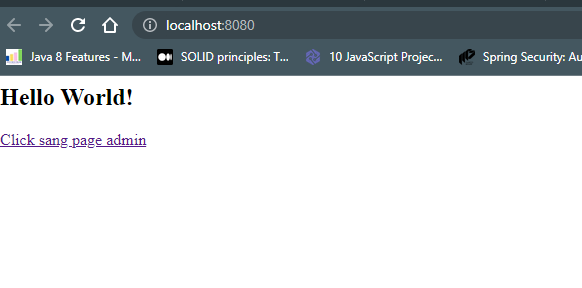 localhost:8080
Java 8 Features - M... SOLID principles: T... 10 JavaScript Projec... Spring Security: Au
Hello World!
Click sang page admin